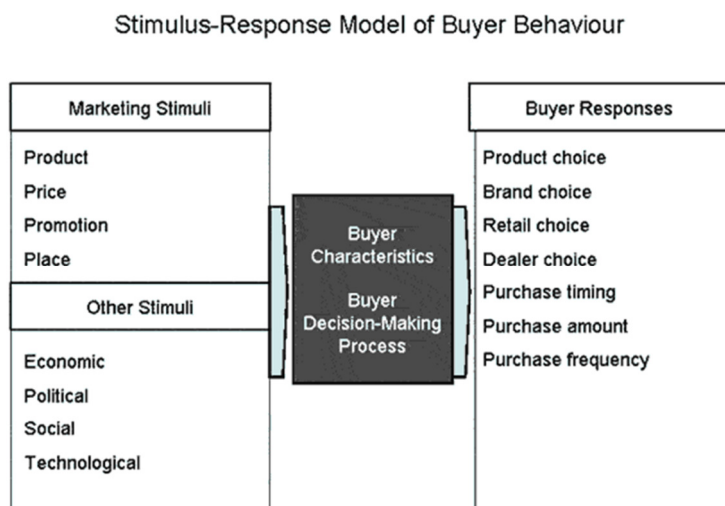 Stimulus-Response Model of Buyer Behaviour
Marketing Stimuli
Product
Price
Promotion
Place
Other Stimuli
Economic
Political
Social
Technological
Buyer
Characteristics
Buyer
Decision-Making
Process
Buyer Responses
Product choice
Brand choice
Retail choice
Dealer choice
Purchase timing
Purchase amount
Purchase frequency